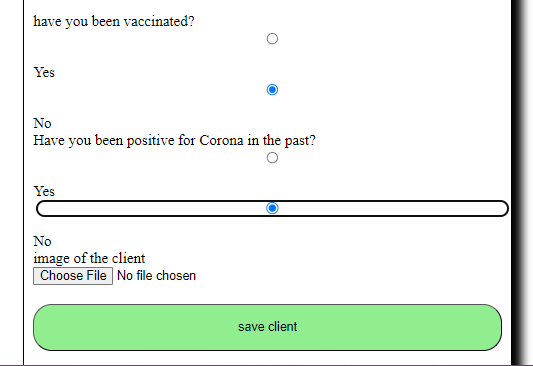 have you been vaccinated?
Yes
No
Have you been positive for Corona in the past?
Yes
No
image of the client
Choose File No file chosen
save client